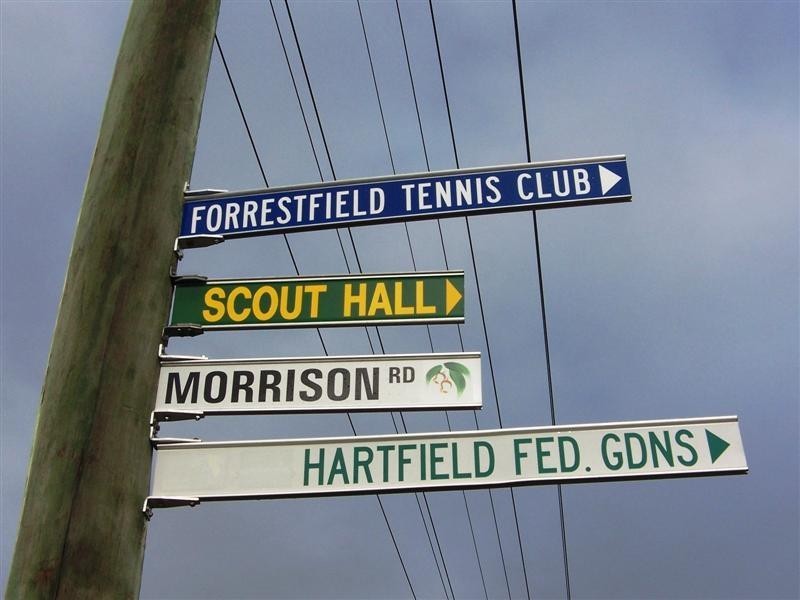 FORRESTFIELD TENNIS CLUB
SCOUT HALL
MORRISON RD
HARTFIELD FED. GDNS